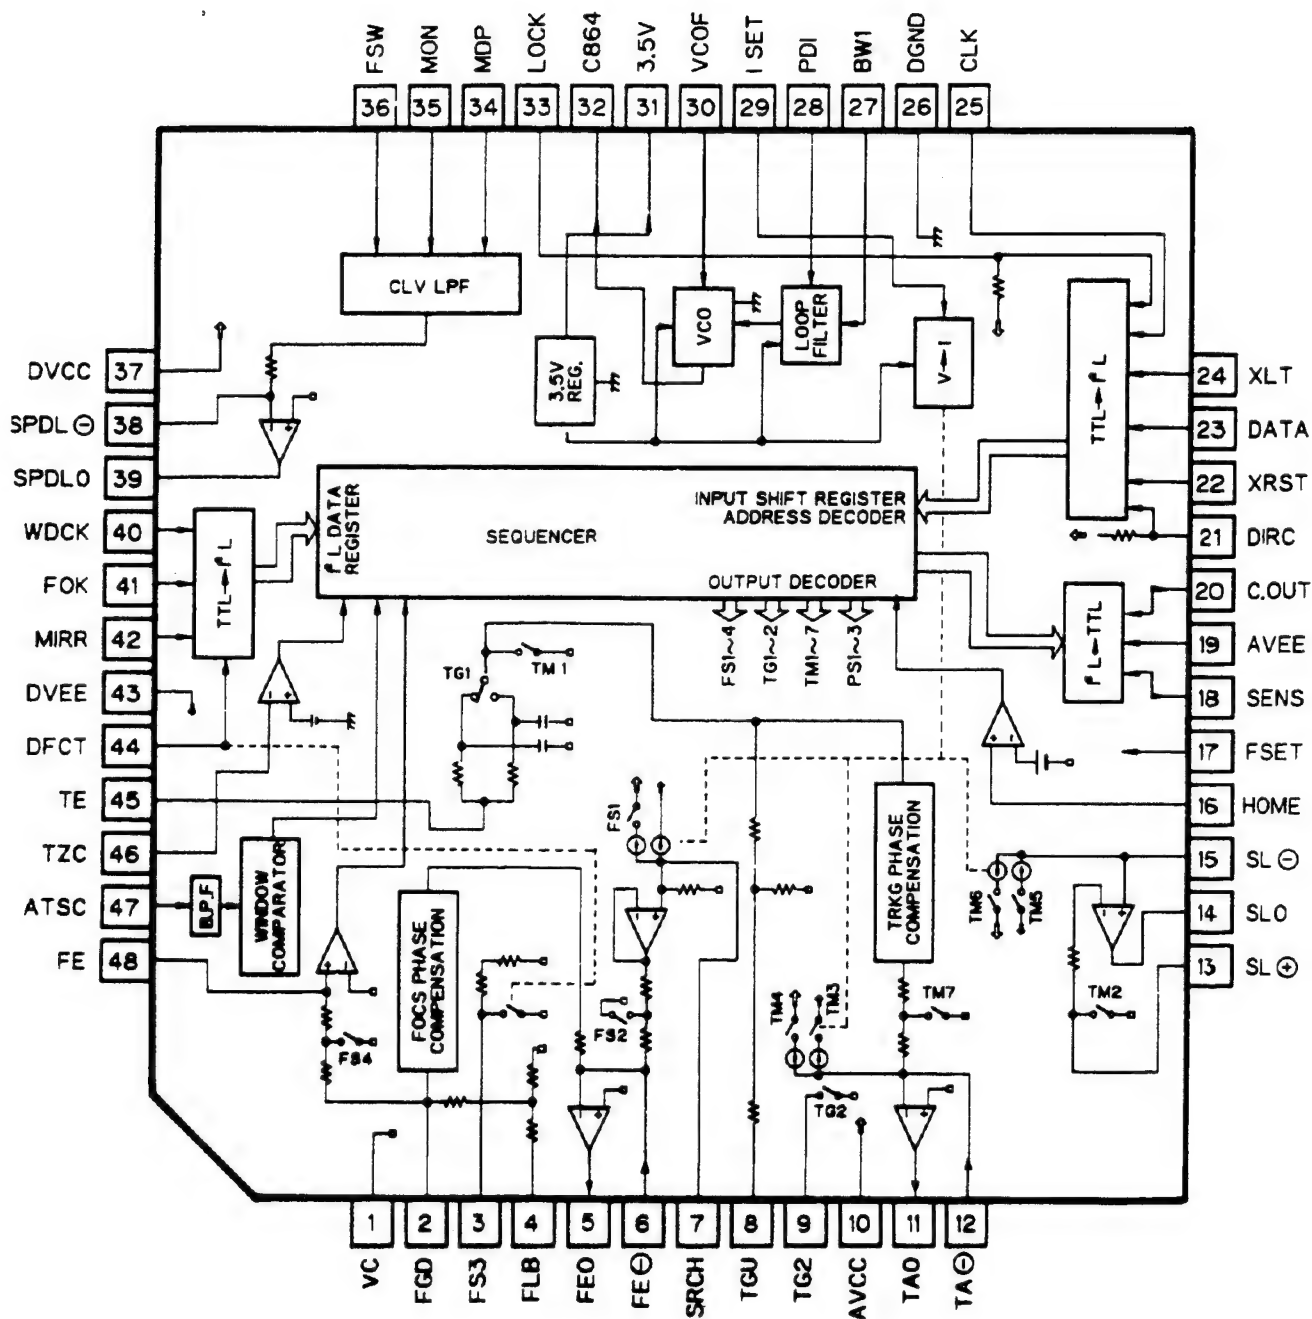 FSW
MON
MDP
LOCK
C864
3.5V
VCOF
I SET
PDI
BW1
DGND
CLK
36
35
34
33
32
31
30
29
28
27
26
25
CLV LPF
3.5V
REG.
VCO
LOOP
FILTER
V→I
TTL→I²L
DVCC 37
SPDL⊖ 38
SPDLO 39
WDCK 40
FOK 41
MIRR 42
DVEE 43
DFCT 44
TE 45
TZC 46
ATSC 47
FE 48
24 XLT
23 DATA
22 XRST
21 DIRC
20 C.OUT
19 AVEE
18 SENS
17 FSET
16 HOME
15 SL⊖
14 SLO
13 SL⊕
TTL→I²L
I²L DATA
REGISTER
SEQUENCER
INPUT SHIFT REGISTER
ADDRESS DECODER
OUTPUT DECODER
FS1~4
TG1~2
TM1~7
PS1~3
I²L→TTL
TG1
TM1
FS1
B.P.F
WINDOW
COMPARATOR
FOCS PHASE
COMPENSATION
TRKG PHASE
COMPENSATION
TM6
TM5
TM2
FS4
FS2
TM4
TM3
TM7
TG2
1
2
3
4
5
6
7
8
9
10
11
12
VC
FGD
FS3
FLB
FEO
FE⊖
SRCH
TGU
TG2
AVCC
TAO
TA⊖